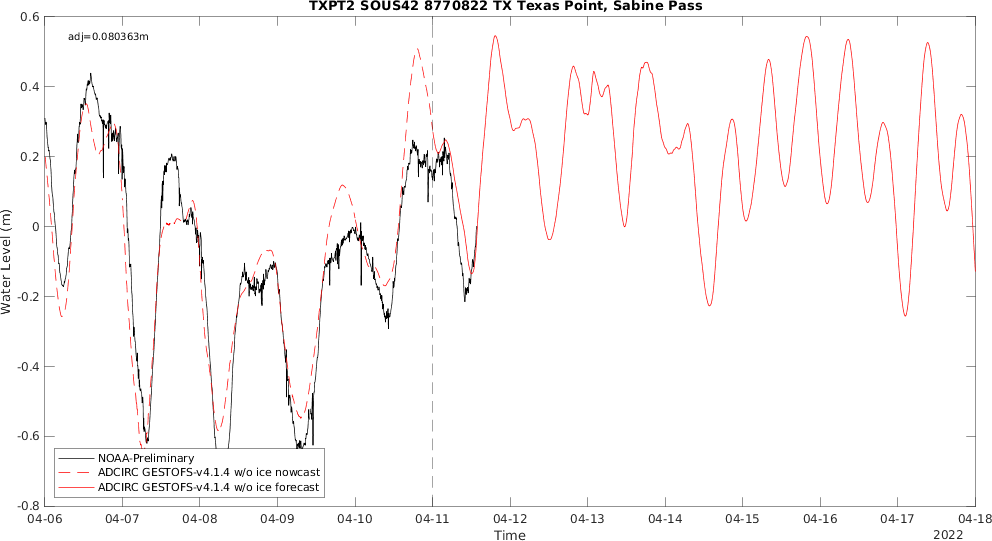 TXPT2 SOUS42 8770822 TX Texas Point, Sabine Pass
adj=0.080363m
Water Level (m)
0.6
0.4
0.2
0
-0.2
-0.4
-0.6
-0.8
NOAA-Preliminary
ADCIRC GESTOFS-v4.1.4 w/o ice nowcast
ADCIRC GESTOFS-v4.1.4 w/o ice forecast
04-06 04-07 04-08 04-09 04-10 04-11 04-12 04-13 04-14 04-15 04-16 04-17 04-18
Time
2022